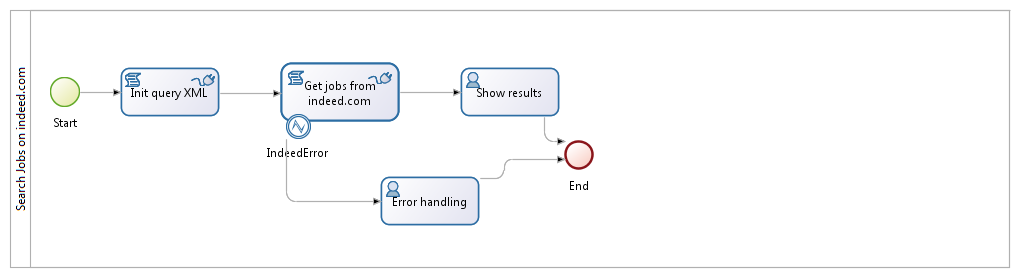 Search Jobs on indeed.com
Start
Init query XML
Get jobs from
indeed.com
IndeedError
Show results
Error handling
End